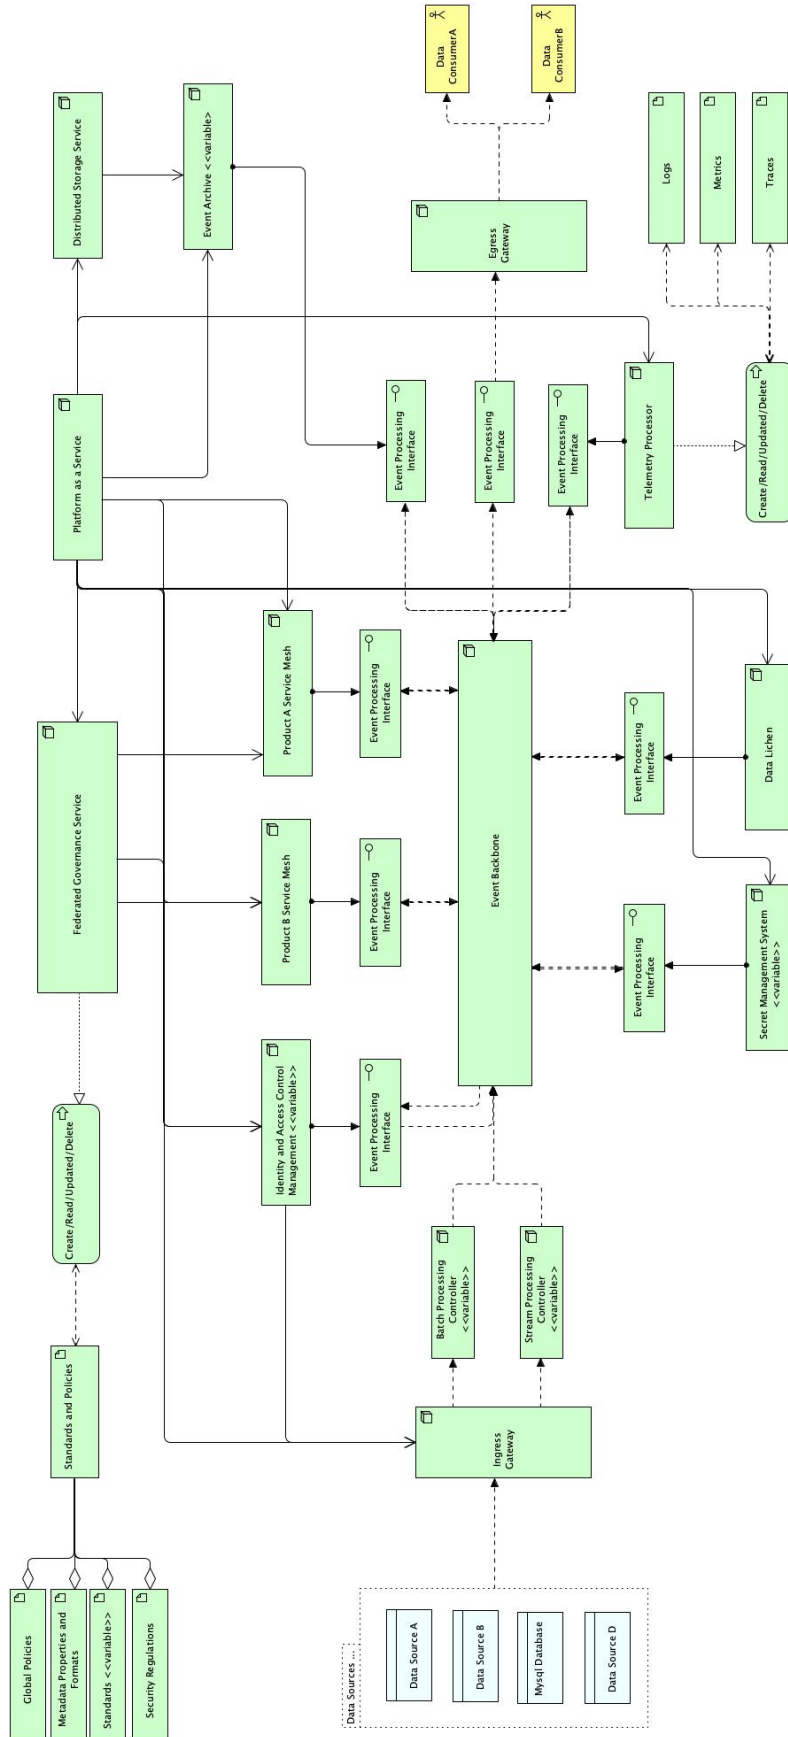 Data
ConsumerA
Data
ConsumerB
Distributed Storage Service
Event Archive <<variable>
Logs
Metrics
Traces
Egress
Gateway
Platform as a Service
Event Processing
Interface
Event Processing
Interface
Event Processing
Interface
Telemetry Processor
Create/Read/Updated/Delete
Federated Governance Service
Product A Service Mesh
Event Processing
Interface
Product B Service Mesh
Event Processing
Interface
Event Backbone
Event Processing
Interface
Data Lichen
Event Processing
Interface
Secret Management System
<<variable>>
Create/Read/Updated/Delete
Identity and Access Control
Management <<variable>>
Event Processing
Interface
Batch Processing
Controller
<<variable>>
Stream Processing
Controller
<<variable>>
Standards and Policies
Ingress
Gateway
Global Policies
Metadata Properties and
Formats
Standards <<variable>>
Security Regulations
Data Sources ...
Data Source A
Data Source B
Mysql Database
Data Source D